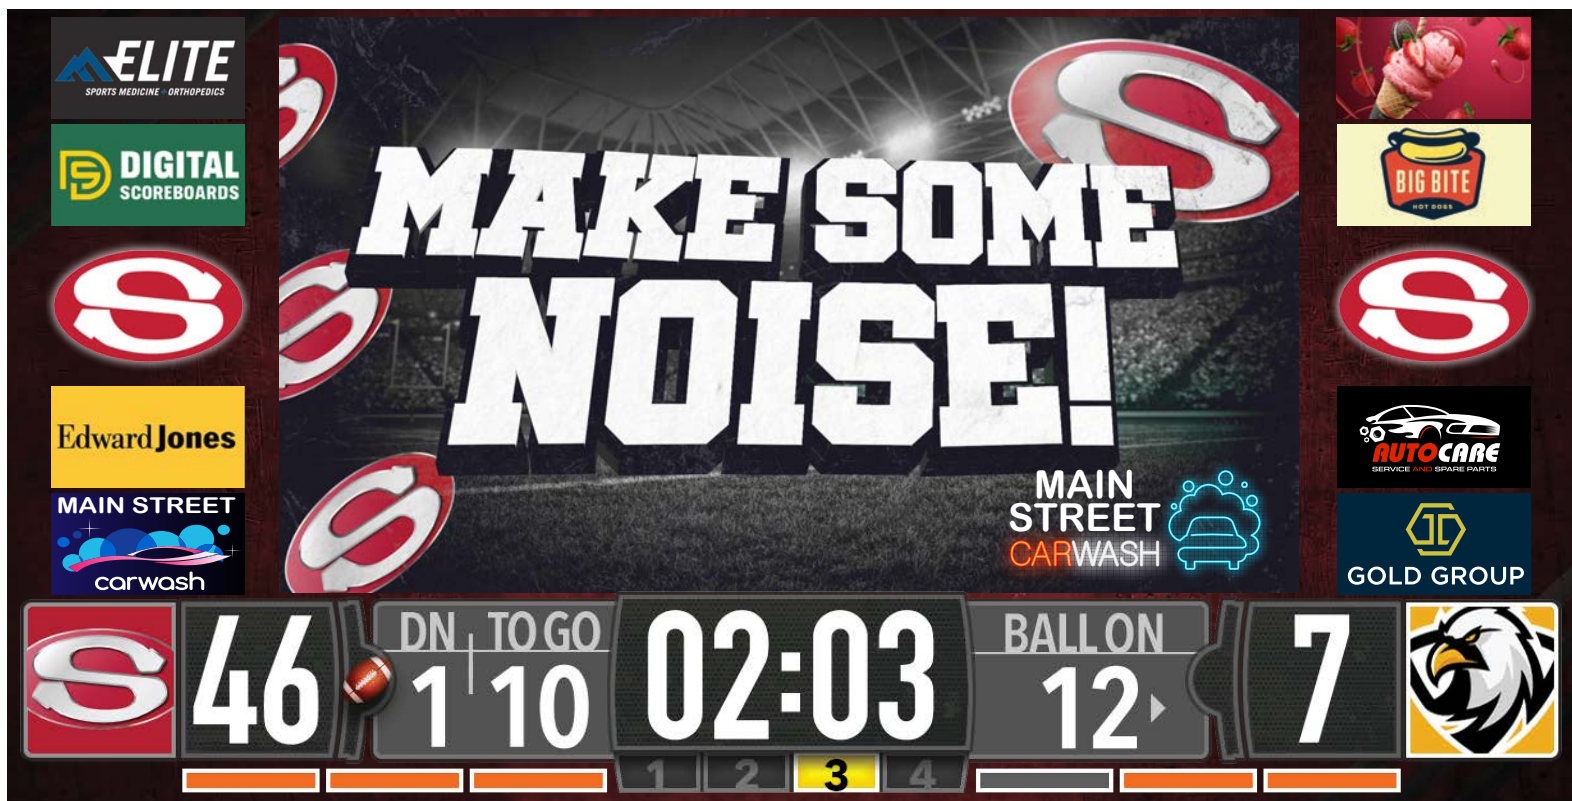 ELITE
SPORTS MEDICINE + ORTHOPEDICS
DIGITAL
SCOREBOARDS
S
Edward Jones
MAIN STREET
carwash
S
S
S
S
MAKE SOME
NOISE!
MAIN
STREET
CARWASH
BIG BITE
HOT DOGS
S
AUTOCARE
SERVICE AND SPARE PARTS
GOLD GROUP
S
46
DN TO GO
1 10
02:03
1 2 3 4
BALL ON
12
7